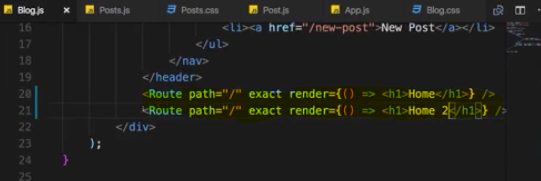 Blog.js × Posts.js Posts.css Post.js App.js Blog.css
16 <li><a href="/new-post">New Post</a></li>
17 </ul>
18 </nav>
19 </header>
20 <Route path="/" exact render={() => <h1>Home</h1>} />
21 <Route path="/" exact render={() => <h1>Home 2</h1>} />
22 </div>
23 );
24 }
25